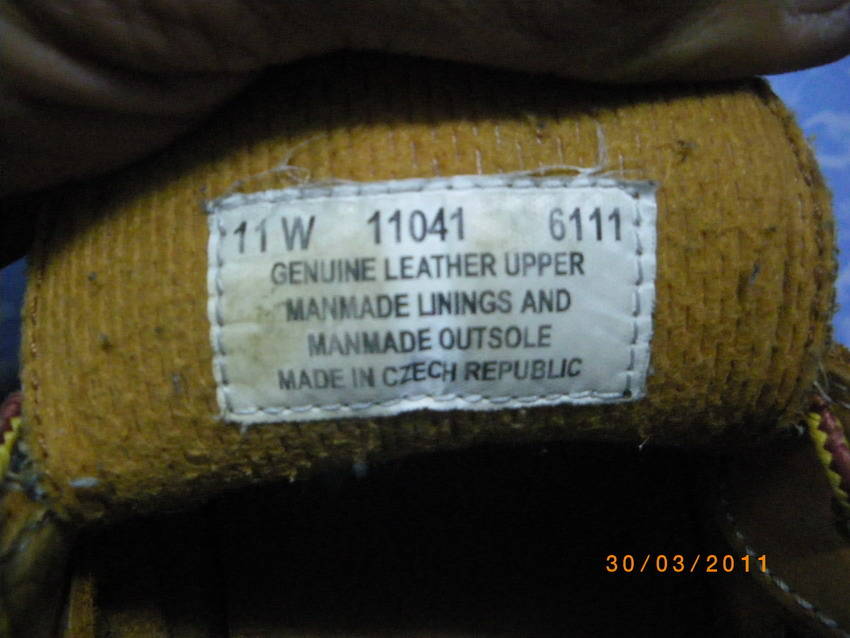 11 W 11041 6111
GENUINE LEATHER UPPER
MANMADE LININGS AND
MANMADE OUTSOLE
MADE IN CZECH REPUBLIC
30/03/2011